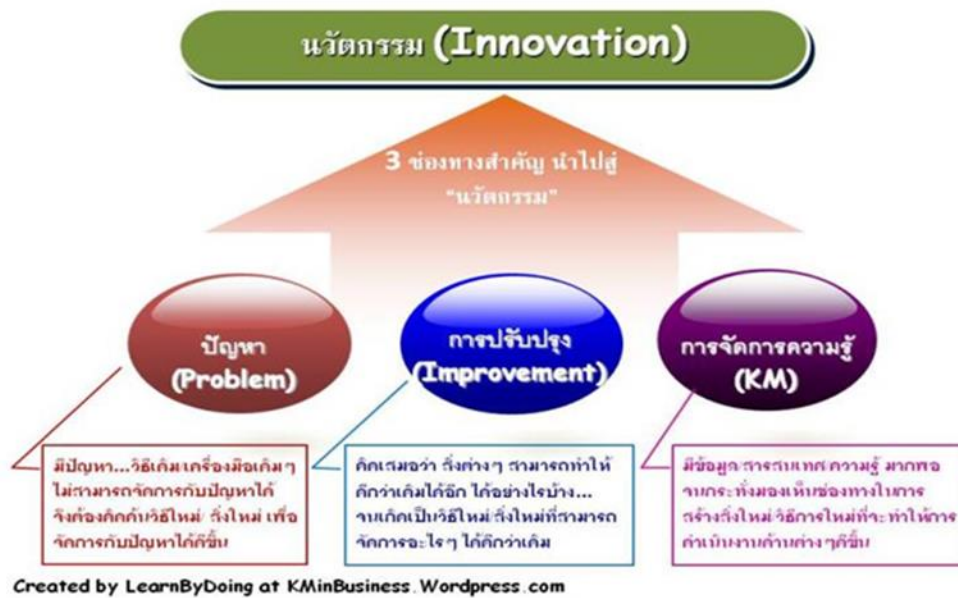 นวัตกรรม (Innovation)
3 ช่องทางสำคัญ นำไปสู่
"นวัตกรรม"
ปัญหา
(Problem)
การปรับปรุง
(Improvement)
การจัดการความรู้
(KM)
มีปัญหา...วิธีเดิม/เครื่องมือเดิม ๆ
ไม่สามารถจัดการกับปัญหาได้
จึงต้องคิดค้นวิธีใหม่/ สิ่งใหม่ เพื่อ
จัดการกับปัญหาได้ดีขึ้น
คิดเสมอว่า สิ่งต่าง ๆ สามารถทำให้
ดีกว่าเดิมได้อีก ได้อย่างไรบ้าง...
จนเกิดเป็นวิธีใหม่/สิ่งใหม่ที่สามารถ
จัดการอะไร ๆ ได้ดีกว่าเดิม
มีข้อมูล/สารสนเทศ/ความรู้ มากพอ
จนกระทั่งมองเห็นช่องทางในการ
สร้างสิ่งใหม่/วิธีการใหม่ที่จะทำให้การ
ดำเนินงานด้านต่าง ๆดีขึ้น
Created by LearnByDoing at KMinBusiness.Wordpress.com